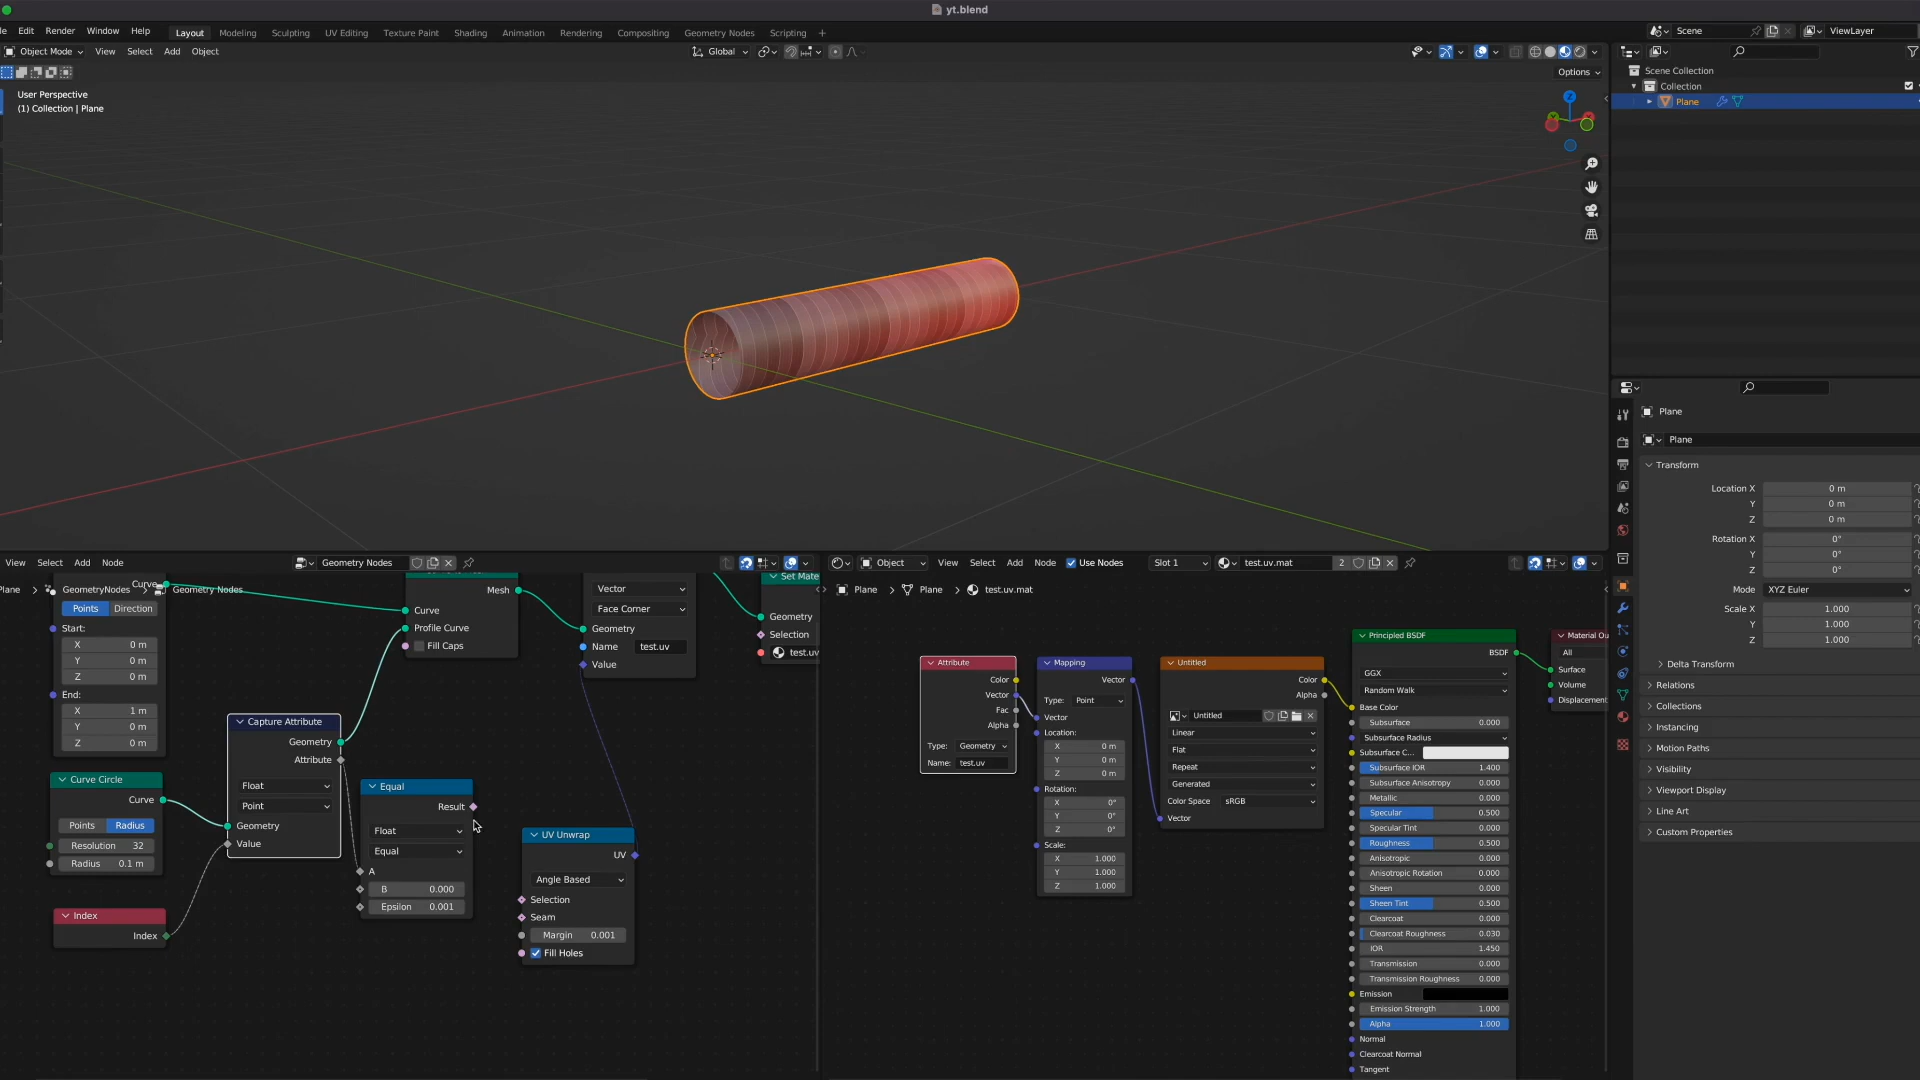 yt.blend
Edit Render Window Help Layout Modeling Sculpting UV Editing Texture Paint Shading Animation Rendering Compositing Geometry Nodes Scripting + Scene ViewLayer
Object Mode View Select Add Object Global
Options
User Perspective
(1) Collection | Plane
Scene Collection
Collection
Plane
Plane
Plane
Transform
Location X 0 m
Y 0 m
Z 0 m
Rotation X 0°
Y 0°
Z 0°
Mode XYZ Euler
Scale X 1.000
Y 1.000
Z 1.000
Delta Transform
Relations
Collections
Instancing
Motion Paths
Visibility
Viewport Display
Line Art
Custom Properties
View Select Add Node Geometry Nodes
Plane GeometryNodes Geometry Nodes
Curve
Points Direction
Start:
X 0 m
Y 0 m
Z 0 m
End:
X 1 m
Y 0 m
Z 0 m
Curve Circle
Curve
Points Radius
Resolution 32
Radius 0.1 m
Index
Index
Capture Attribute
Geometry
Attribute
Float
Point
Geometry
Value
Mesh
Curve
Profile Curve
Fill Caps
Equal
Result
Float
Equal
A
B 0.000
Epsilon 0.001
Vector
Face Corner
Geometry
Name test.uv
Value
UV Unwrap
UV
Angle Based
Selection
Seam
Margin 0.001
Fill Holes
Set Mate
Geometry
Selection
test.uv
Object View Select Add Node Use Nodes Slot 1 test.uv.mat 2
Plane Plane test.uv.mat
Attribute
Color
Vector
Fac
Alpha
Type: Geometry
Name: test.uv
Mapping
Vector
Type: Point
Vector
Location:
X 0 m
Y 0 m
Z 0 m
Rotation:
X 0°
Y 0°
Z 0°
Scale:
X 1.000
Y 1.000
Z 1.000
Untitled
Color
Alpha
Untitled
Linear
Flat
Repeat
Generated
Color Space sRGB
Vector
Principled BSDF
BSDF
GGX
Random Walk
Base Color
Subsurface 0.000
Subsurface Radius
Subsurface C...
Subsurface IOR 1.400
Subsurface Anisotropy 0.000
Metallic 0.000
Specular 0.500
Specular Tint 0.000
Roughness 0.500
Anisotropic 0.000
Anisotropic Rotation 0.000
Sheen 0.000
Sheen Tint 0.500
Clearcoat 0.000
Clearcoat Roughness 0.030
IOR 1.450
Transmission 0.000
Transmission Roughness 0.000
Emission
Emission Strength 1.000
Alpha 1.000
Normal
Clearcoat Normal
Tangent
Material Ou
All
Surface
Volume
Displacement